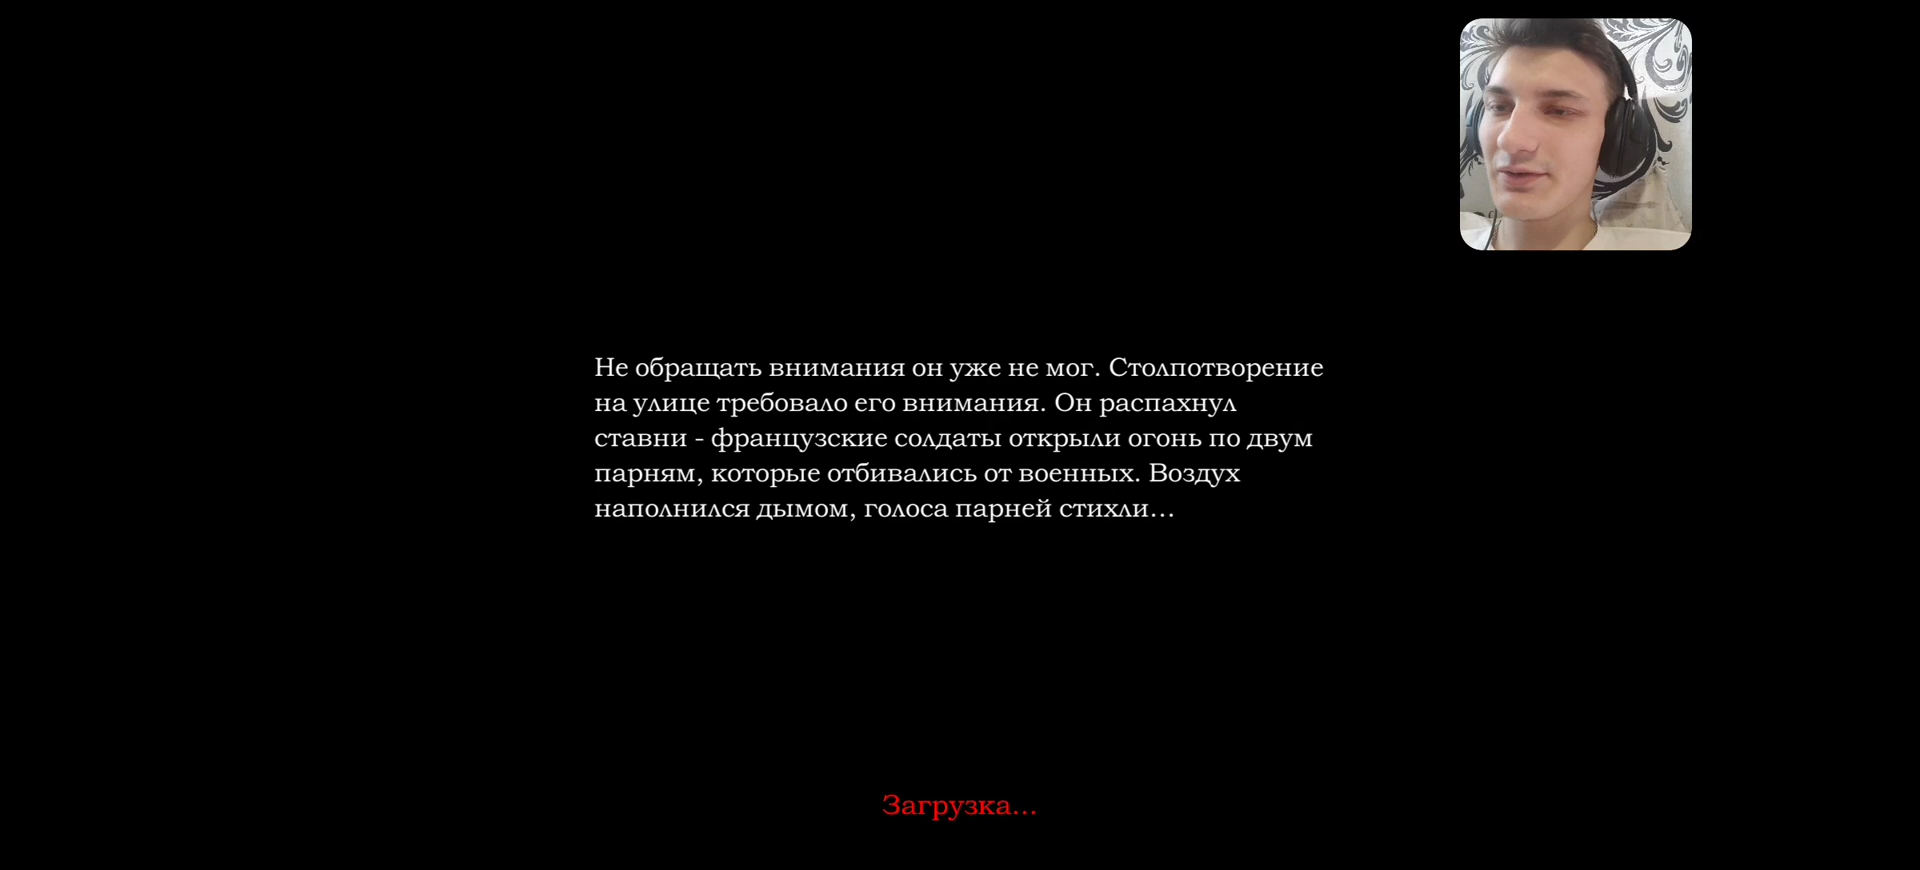 Не обращать внимания он уже не мог. Столпотворение
на улице требовало его внимания. Он распахнул
ставни - французские солдаты открыли огонь по двум
парням, которые отбивались от военных. Воздух
наполнился дымом, голоса парней стихли...
Загрузка...